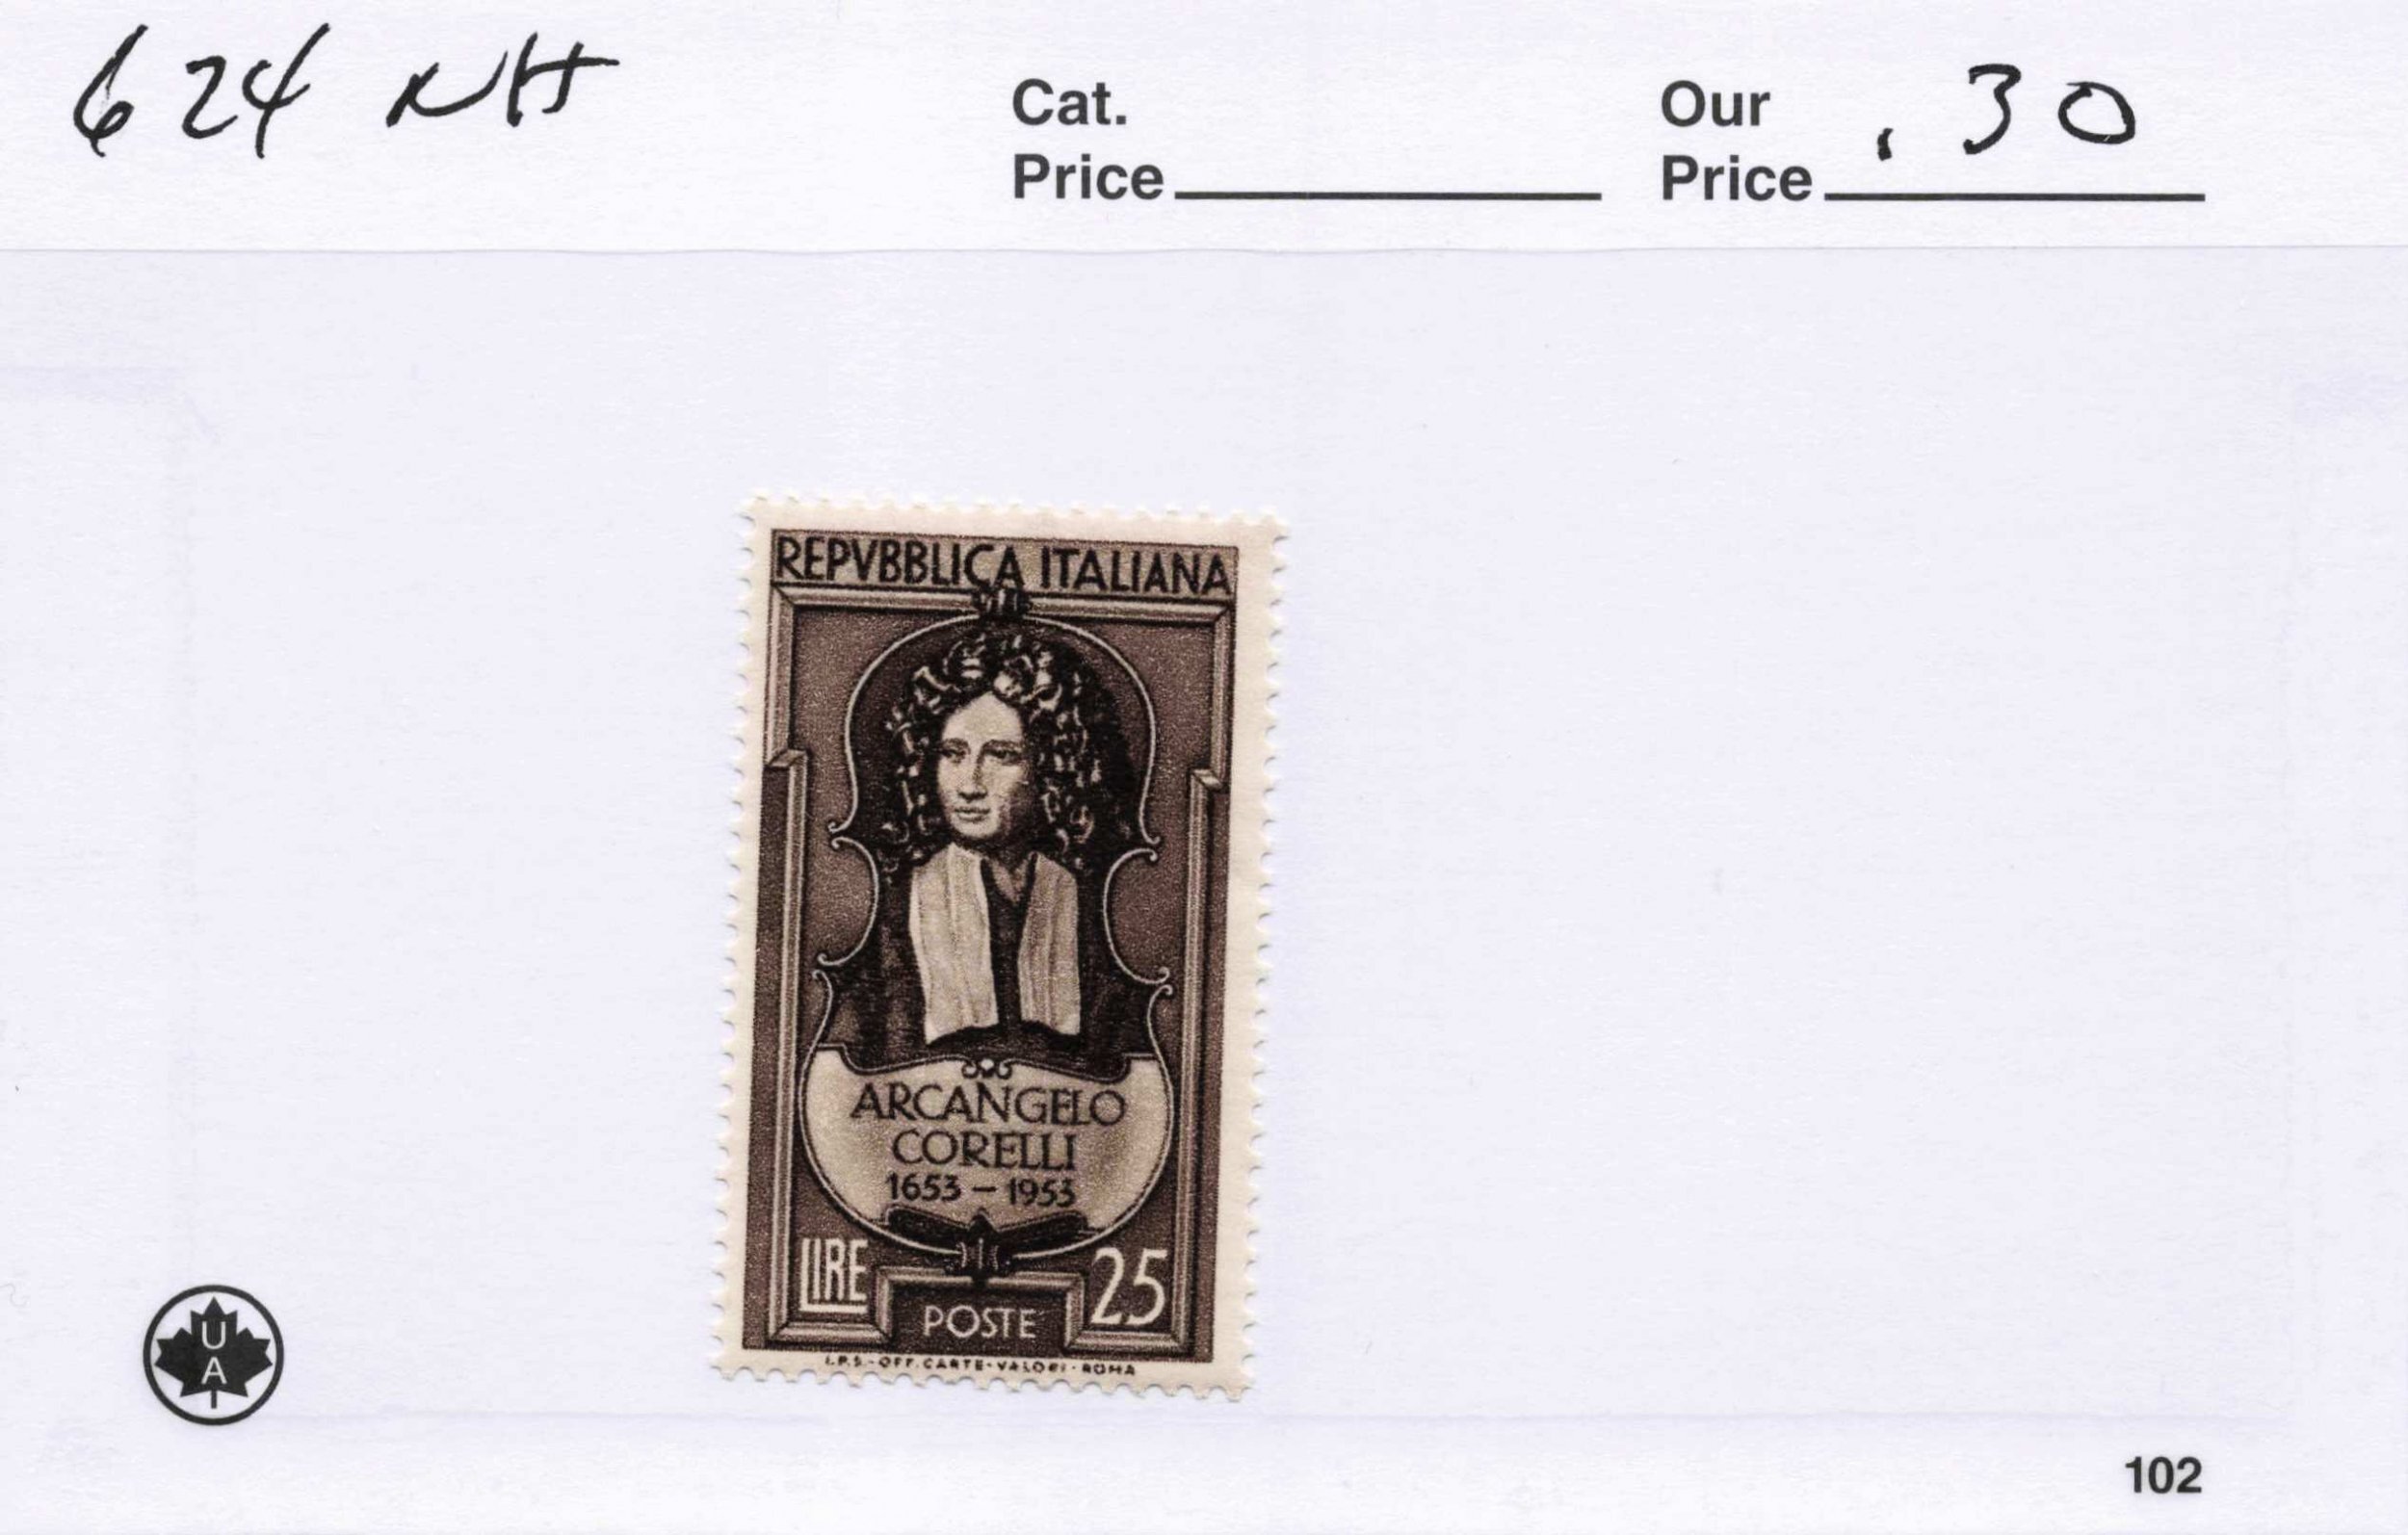 624 NH
Cat.
Price
Our
Price .30
REPVBBLICA ITALIANA
ARCANGELO
CORELLI
1653 – 1953
LIRE 25
POSTE
I.P.S.-OFF.CARTE-VALORI-ROMA
U
A
102